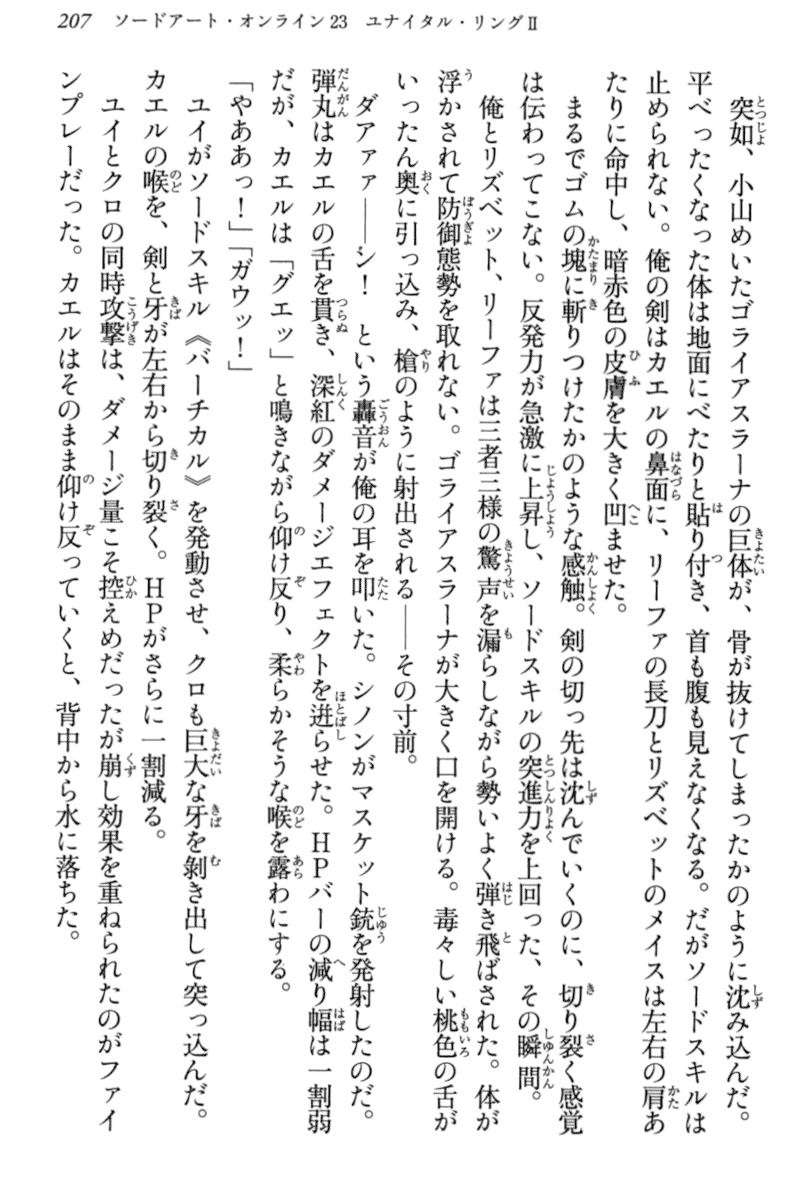 207　ソードアート・オンライン23　ユナイタル・リングⅡ
　突如、小山めいたゴライアスラーナの巨体が、骨が抜けてしまったかのように沈み込んだ。
平べったくなった体は地面にべたりと貼り付き、首も腹も見えなくなる。だがソードスキルは
止められない。俺の剣はカエルの鼻面に、リーファの長刀とリズベットのメイスは左右の肩あ
たりに命中し、暗赤色の皮膚を大きく凹ませた。
　まるでゴムの塊に斬りつけたかのような感触。剣の切っ先は沈んでいくのに、切り裂く感覚
は伝わってこない。反発力が急激に上昇し、ソードスキルの突進力を上回った、その瞬間。
　俺とリズベット、リーファは三者三様の驚声を漏らしながら勢いよく弾き飛ばされた。体が
浮かされて防御態勢を取れない。ゴライアスラーナが大きく口を開ける。毒々しい桃色の舌が
いったん奥に引っ込み、槍のように射出される――その寸前。
　ダアァァ――シ！　という轟音が俺の耳を叩いた。シノンがマスケット銃を発射したのだ。
弾丸はカエルの舌を貫き、深紅のダメージエフェクトを迸らせた。ＨＰバーの減り幅は一割弱
だが、カエルは「グエッ」と鳴きながら仰け反り、柔らかそうな喉を露わにする。
「やああっ！」「ガウッ！」
　ユイがソードスキル《バーチカル》を発動させ、クロも巨大な牙を剝き出して突っ込んだ。
カエルの喉を、剣と牙が左右から切り裂く。ＨＰがさらに一割減る。
　ユイとクロの同時攻撃は、ダメージ量こそ控えめだったが崩し効果を重ねられたのがファイ
ンプレーだった。カエルはそのまま仰け反っていくと、背中から水に落ちた。